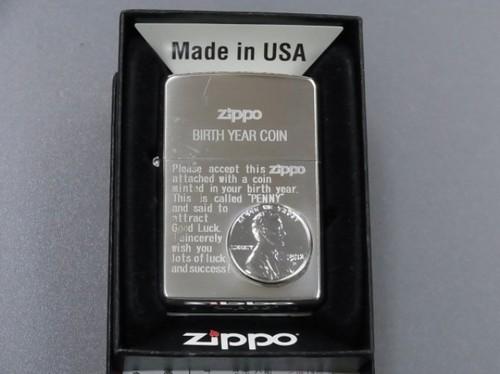 Made in USA
zippo
BIRTH YEAR COIN
Please accept this zippo
attached with a coin
minted in your birth year.
This is called "PENNY"
and said to
attract
Good Luck.
I sincerely
wish you
lots of luck
and success!
LIBERTY
zippo